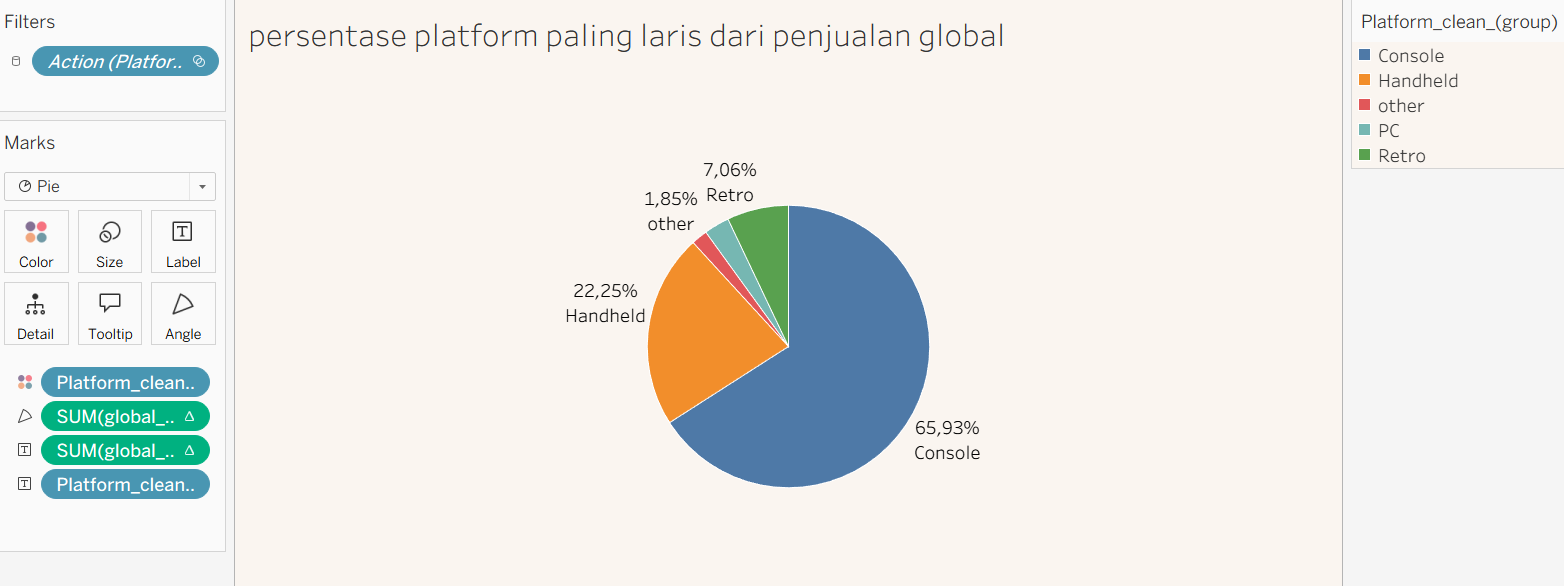 Filters
Action (Platfor..
Marks
Pie
Color
Size
Label
Detail
Tooltip
Angle
Platform_clean..
SUM(global_.. Δ
SUM(global_.. Δ
Platform_clean..
persentase platform paling laris dari penjualan global
7,06%
Retro
1,85%
other
22,25%
Handheld
65,93%
Console
Platform_clean_(group)
Console
Handheld
other
PC
Retro